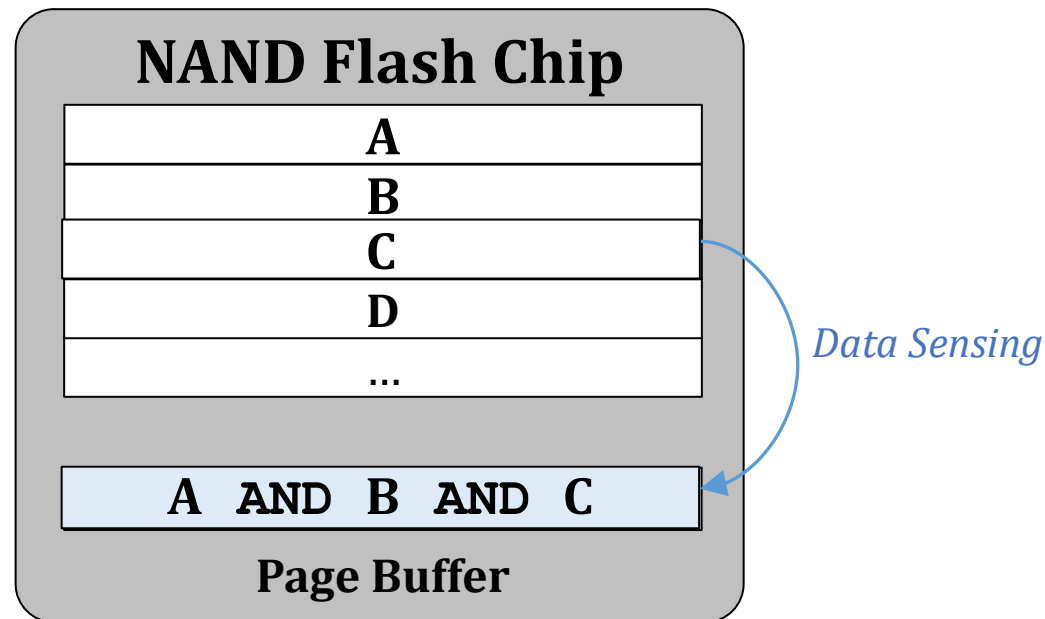 NAND Flash Chip
A
B
C
D
...
Data Sensing
A AND B AND C
Page Buffer